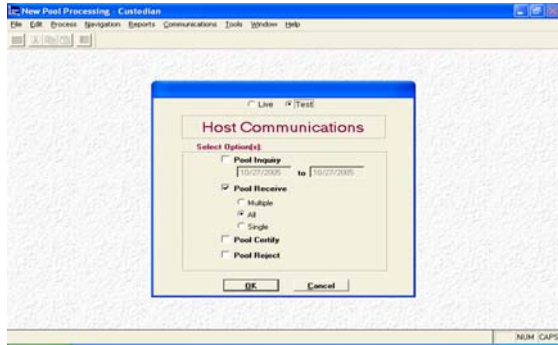 New Pool Processing - Custodian
File Edit Process Navigation Reports Communications Tools Window Help
Live Test
Host Communications
Select Option(s):
Pool Inquiry
10/27/2005 to 10/27/2005
Pool Receive
Multiple
All
Single
Pool Certify
Pool Reject
OK Cancel
NUM CAPS